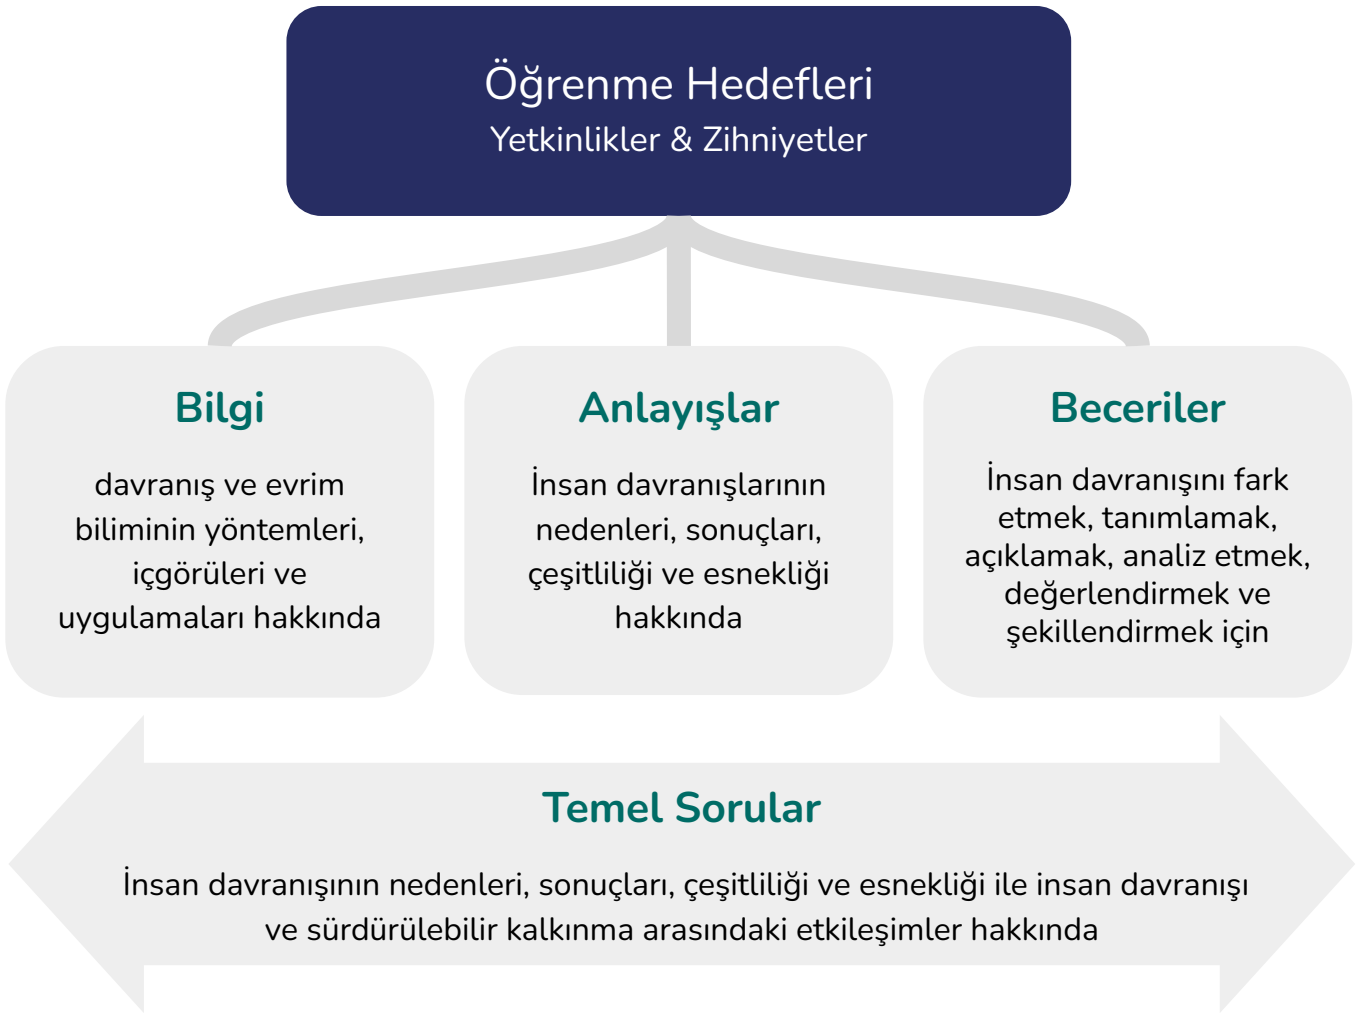 Öğrenme Hedefleri
Yetkinlikler & Zihniyetler
Bilgi
davranış ve evrim
biliminin yöntemleri,
içgörüleri ve
uygulamaları hakkında
Anlayışlar
İnsan davranışlarının
nedenleri, sonuçları,
çeşitliliği ve esnekliği
hakkında
Beceriler
İnsan davranışını fark
etmek, tanımlamak,
açıklamak, analiz etmek,
değerlendirmek ve
şekillendirmek için
Temel Sorular
İnsan davranışının nedenleri, sonuçları, çeşitliliği ve esnekliği ile insan davranışı
ve sürdürülebilir kalkınma arasındaki etkileşimler hakkında